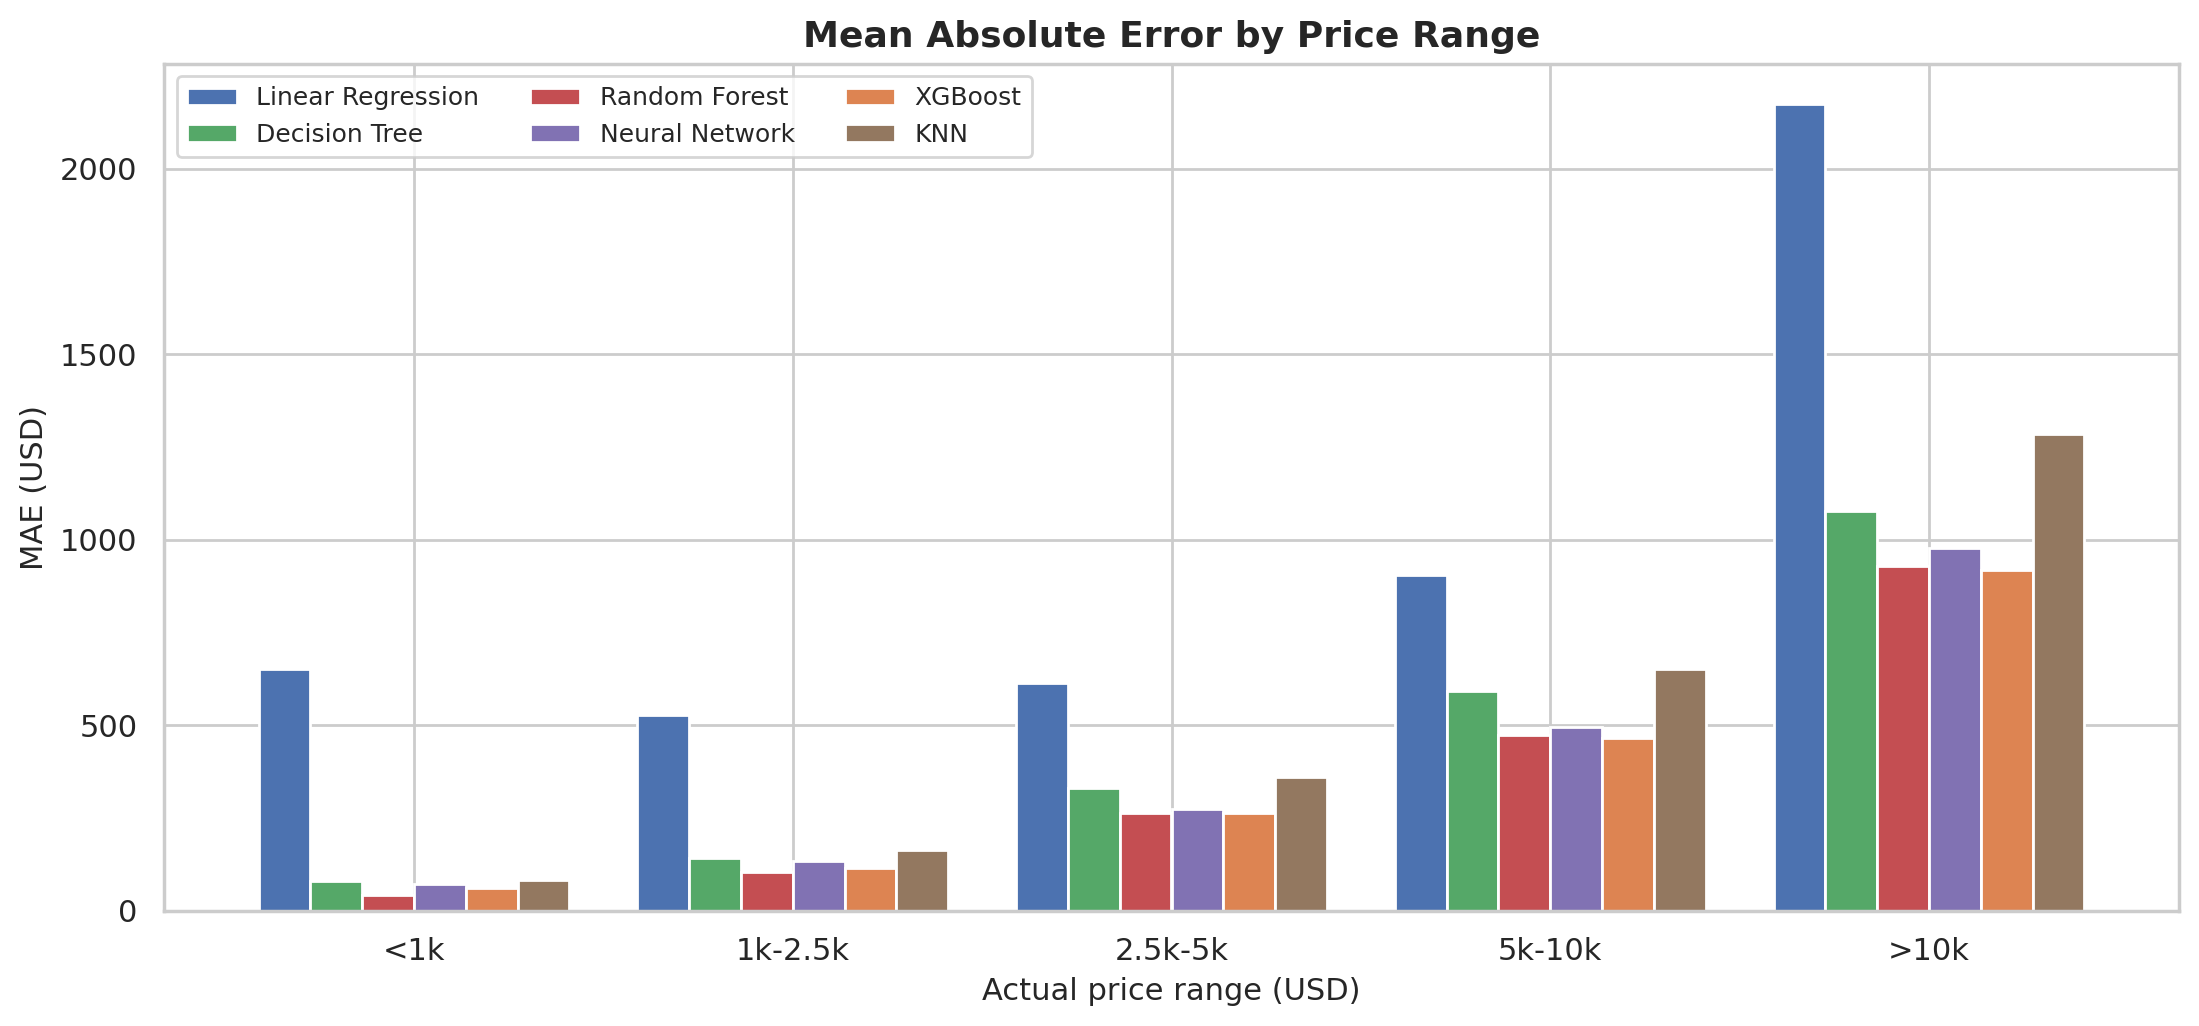 Mean Absolute Error by Price Range
Linear Regression
Decision Tree
Random Forest
Neural Network
XGBoost
KNN
MAE (USD)
2000
1500
1000
500
0
<1k
1k-2.5k
2.5k-5k
5k-10k
>10k
Actual price range (USD)